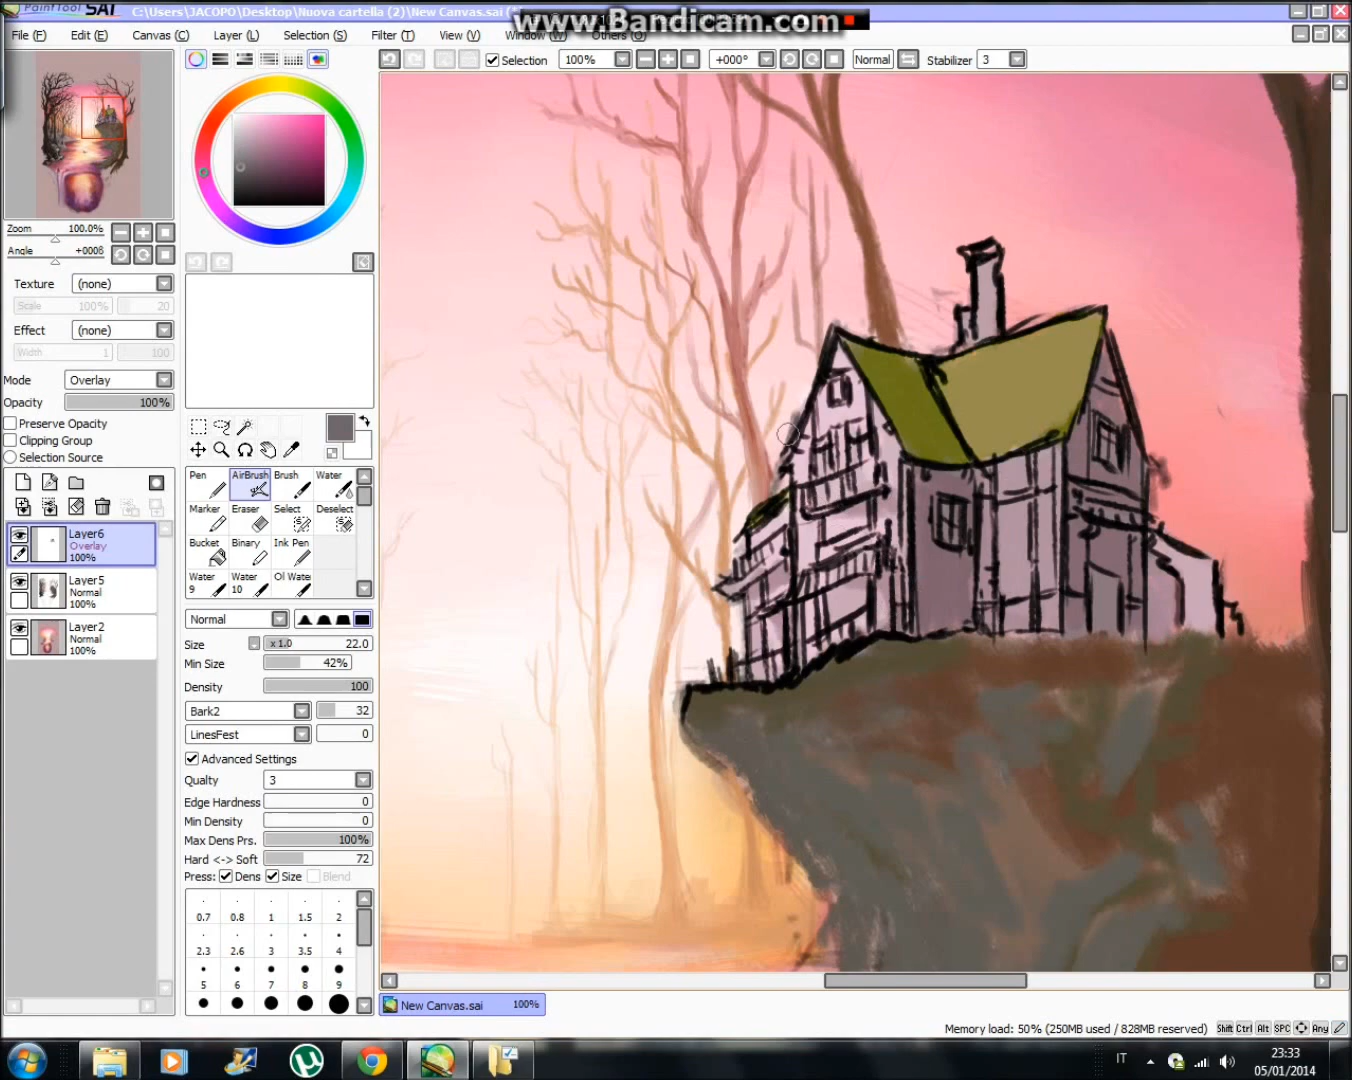 PaintTool SAI C:\Users\JACOPO\Desktop\Nuova cartella (2)\New Canvas.sai (
www.Bandicam.com
File (F) Edit (E) Canvas (C) Layer (L) Selection (S) Filter (T) View (V) Window (W) Others (O)
Selection 100% +000° Normal Stabilizer 3
Zoom 100.0%
Angle +000ß
Texture (none)
Scale 100% 20
Effect (none)
Width 1 100
Mode Overlay
Opacity 100%
Preserve Opacity
Clipping Group
Selection Source
Layer6
Overlay
100%
Layer5
Normal
100%
Layer2
Normal
100%
Pen AirBrush Brush Water
Marker Eraser Select Deselect
Bucket Binary Ink Pen
Water 9 Water 10 Ol Water
Normal
Size x 1.0 22.0
Min Size 42%
Density 100
Bark2 32
LinesFest 0
Advanced Settings
Qualty 3
Edge Hardness 0
Min Density 0
Max Dens Prs. 100%
Hard <-> Soft 72
Press: Dens Size Blend
0.7 0.8 1 1.5 2
2.3 2.6 3 3.5 4
5 6 7 8 9
New Canvas.sai 100%
Memory load: 50% (250MB used / 828MB reserved) Shift Ctrl Alt SPC Any
IT 23:33
05/01/2014